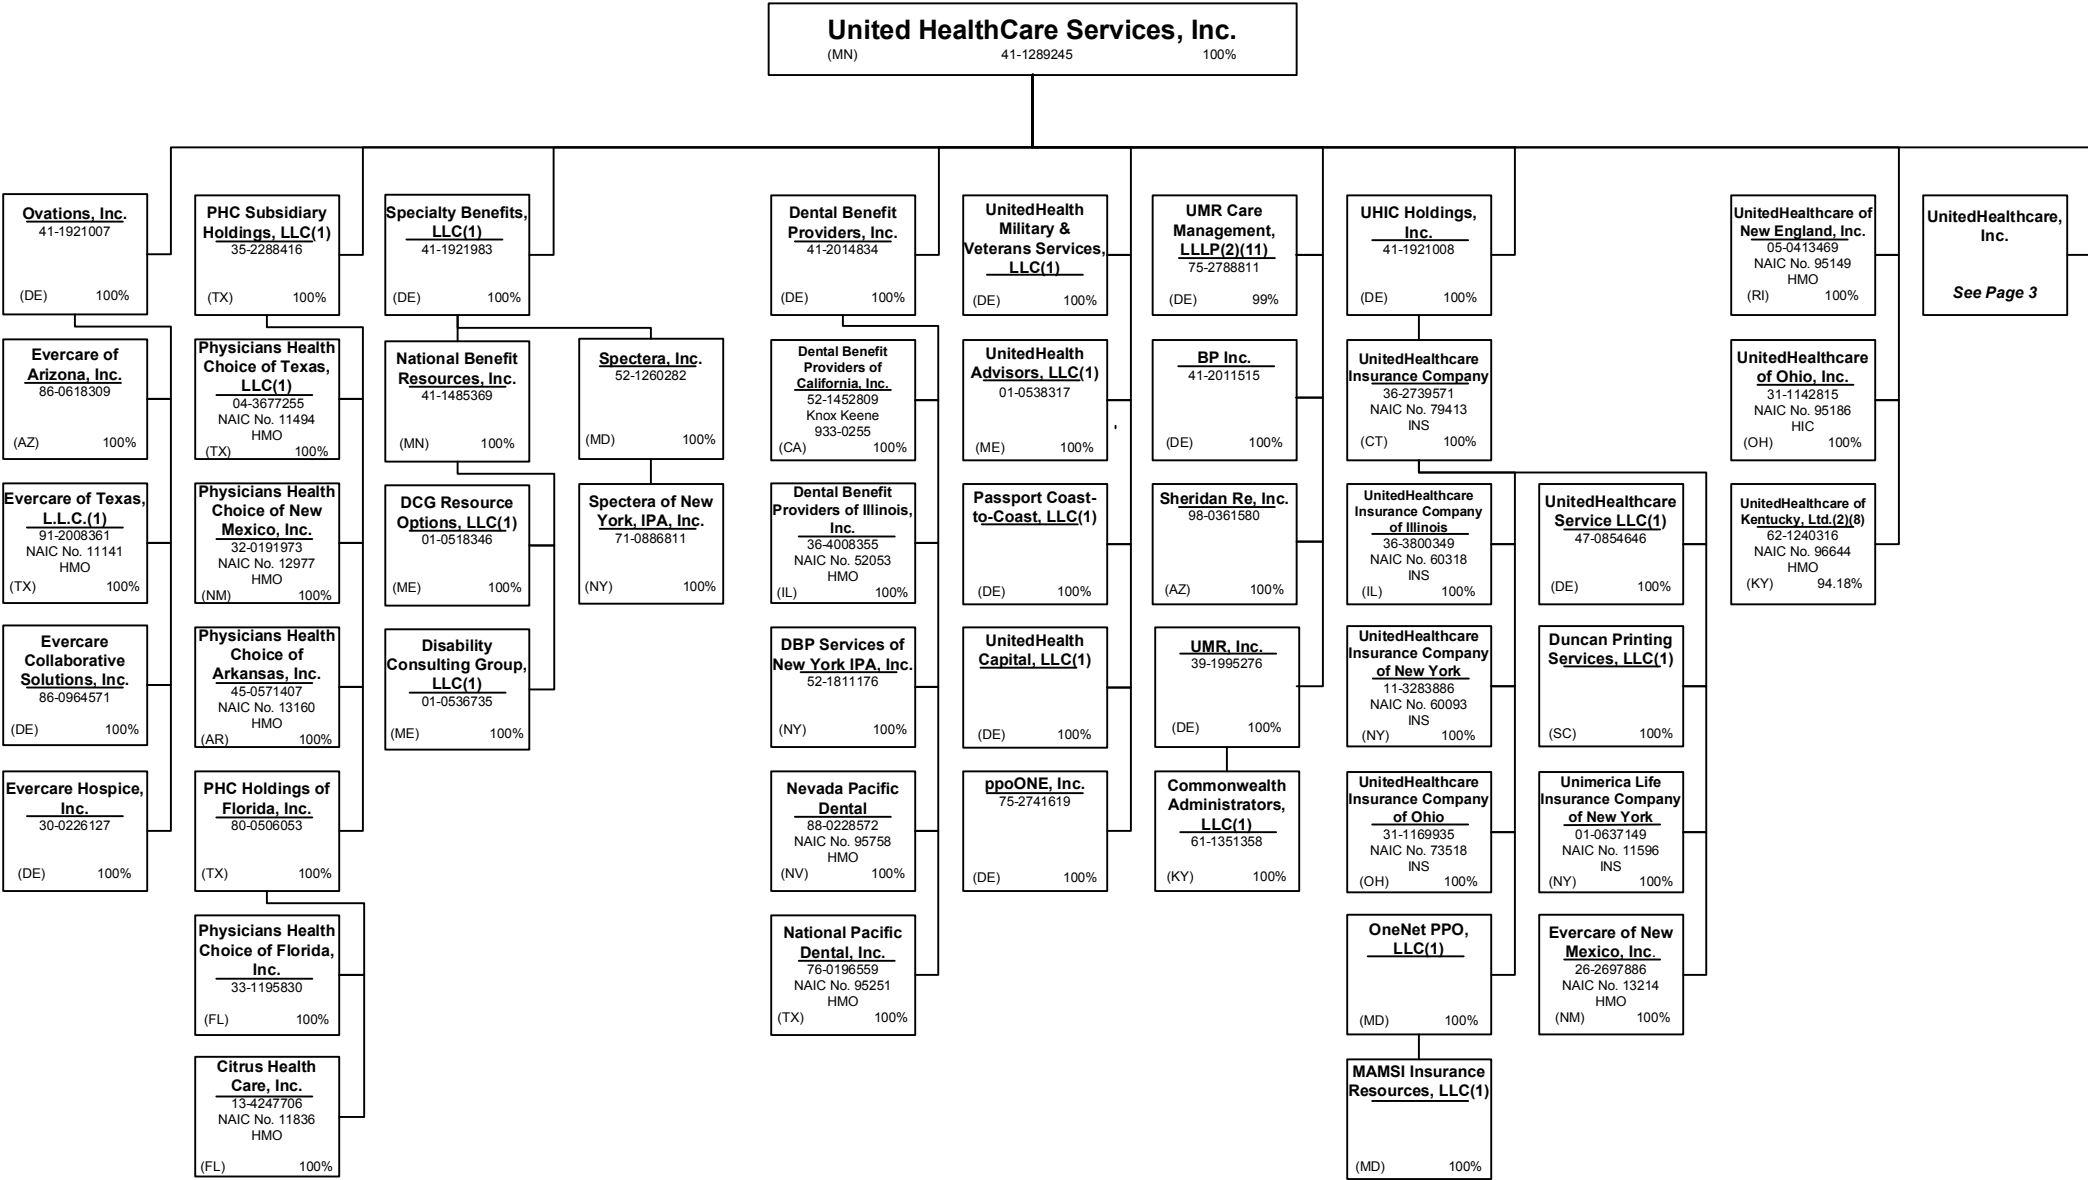 United HealthCare Services, Inc.
(MN) 41-1289245 100%
Ovations, Inc.
41-1921007
(DE) 100%
PHC Subsidiary
Holdings, LLC(1)
35-2288416
(TX) 100%
Specialty Benefits,
LLC(1)
41-1921983
(DE) 100%
Dental Benefit
Providers, Inc.
41-2014834
(DE) 100%
UnitedHealth
Military &
Veterans Services,
LLC(1)
(DE) 100%
UMR Care
Management,
LLLP(2)(11)
75-2788811
(DE) 99%
UHIC Holdings,
Inc.
41-1921008
(DE) 100%
UnitedHealthcare of
New England, Inc.
05-0413469
NAIC No. 95149
HMO
(RI) 100%
UnitedHealthcare,
Inc.
See Page 3
Evercare of
Arizona, Inc.
86-0618309
(AZ) 100%
Physicians Health
Choice of Texas,
LLC(1)
04-3677255
NAIC No. 11494
HMO
(TX) 100%
National Benefit
Resources, Inc.
41-1485369
(MN) 100%
Spectera, Inc.
52-1260282
(MD) 100%
Dental Benefit
Providers of
California, Inc.
52-1452809
Knox Keene
933-0255
(CA) 100%
UnitedHealth
Advisors, LLC(1)
01-0538317
(ME) 100%
BP Inc.
41-2011515
(DE) 100%
UnitedHealthcare
Insurance Company
36-2739571
NAIC No. 79413
INS
(CT) 100%
UnitedHealthcare
of Ohio, Inc.
31-1142815
NAIC No. 95186
HIC
(OH) 100%
Evercare of Texas,
L.L.C.(1)
91-2008361
NAIC No. 11141
HMO
(TX) 100%
Physicians Health
Choice of New
Mexico, Inc.
32-0191973
NAIC No. 12977
HMO
(NM) 100%
DCG Resource
Options, LLC(1)
01-0518346
(ME) 100%
Spectera of New
York, IPA, Inc.
71-0886811
(NY) 100%
Dental Benefit
Providers of Illinois,
Inc.
36-4008355
NAIC No. 52053
HMO
(IL) 100%
Passport Coast-
to-Coast, LLC(1)
(DE) 100%
Sheridan Re, Inc.
98-0361580
(AZ) 100%
UnitedHealthcare
Insurance Company
of Illinois
36-3800349
NAIC No. 60318
INS
(IL) 100%
UnitedHealthcare
Service LLC(1)
47-0854646
(DE) 100%
UnitedHealthcare of
Kentucky, Ltd.(2)(8)
62-1240316
NAIC No. 96644
HMO
(KY) 94.18%
Evercare
Collaborative
Solutions, Inc.
86-0964571
(DE) 100%
Physicians Health
Choice of
Arkansas, Inc.
45-0571407
NAIC No. 13160
HMO
(AR) 100%
Disability
Consulting Group,
LLC(1)
01-0536735
(ME) 100%
DBP Services of
New York IPA, Inc.
52-1811176
(NY) 100%
UnitedHealth
Capital, LLC(1)
(DE) 100%
UMR, Inc.
39-1995276
(DE) 100%
UnitedHealthcare
Insurance Company
of New York
11-3283886
NAIC No. 60093
INS
(NY) 100%
Duncan Printing
Services, LLC(1)
(SC) 100%
Evercare Hospice,
Inc.
30-0226127
(DE) 100%
PHC Holdings of
Florida, Inc.
80-0506053
(TX) 100%
Nevada Pacific
Dental
88-0228572
NAIC No. 95758
HMO
(NV) 100%
ppoONE, Inc.
75-2741619
(DE) 100%
Commonwealth
Administrators,
LLC(1)
61-1351358
(KY) 100%
UnitedHealthcare
Insurance Company
of Ohio
31-1169935
NAIC No. 73518
INS
(OH) 100%
Unimerica Life
Insurance Company
of New York
01-0637149
NAIC No. 11596
INS
(NY) 100%
Physicians Health
Choice of Florida,
Inc.
33-1195830
(FL) 100%
National Pacific
Dental, Inc.
76-0196559
NAIC No. 95251
HMO
(TX) 100%
OneNet PPO,
LLC(1)
(MD) 100%
Evercare of New
Mexico, Inc.
26-2697886
NAIC No. 13214
HMO
(NM) 100%
Citrus Health
Care, Inc.
13-4247706
NAIC No. 11836
HMO
(FL) 100%
MAMSI Insurance
Resources, LLC(1)
(MD) 100%